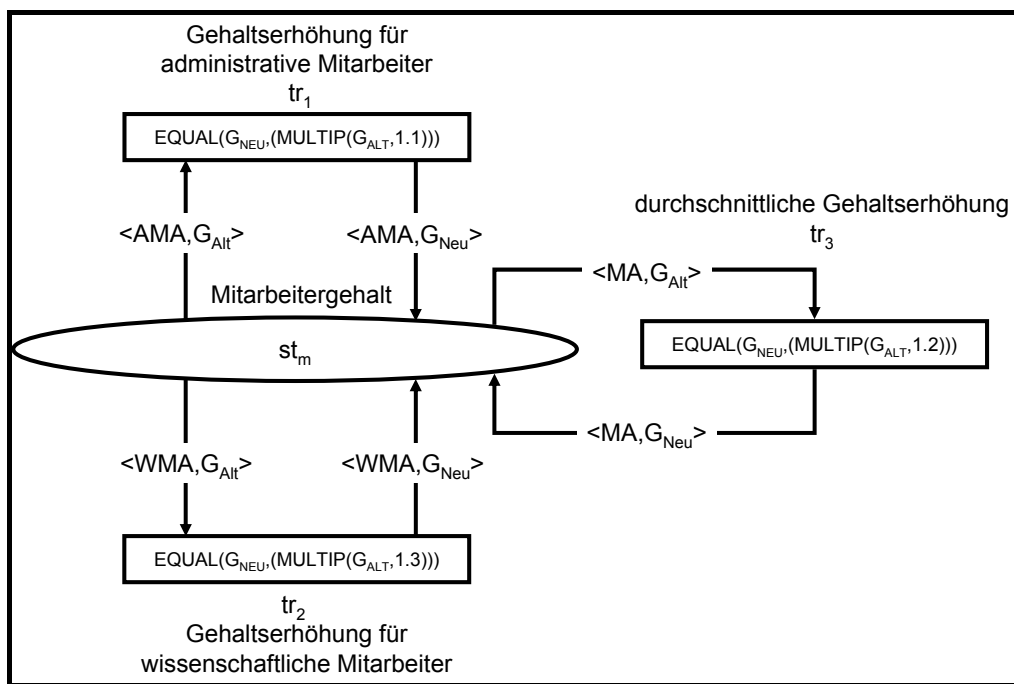 Gehaltserhöhung für
administrative Mitarbeiter
tr1
EQUAL(GNEU,(MULTIP(GALT,1.1)))
<AMA,GAlt>
<AMA,GNeu>
durchschnittliche Gehaltserhöhung
tr3
<MA,GAlt>
EQUAL(GNEU,(MULTIP(GALT,1.2)))
<MA,GNeu>
Mitarbeitergehalt
stm
<WMA,GAlt>
<WMA,GNeu>
EQUAL(GNEU,(MULTIP(GALT,1.3)))
tr2
Gehaltserhöhung für
wissenschaftliche Mitarbeiter